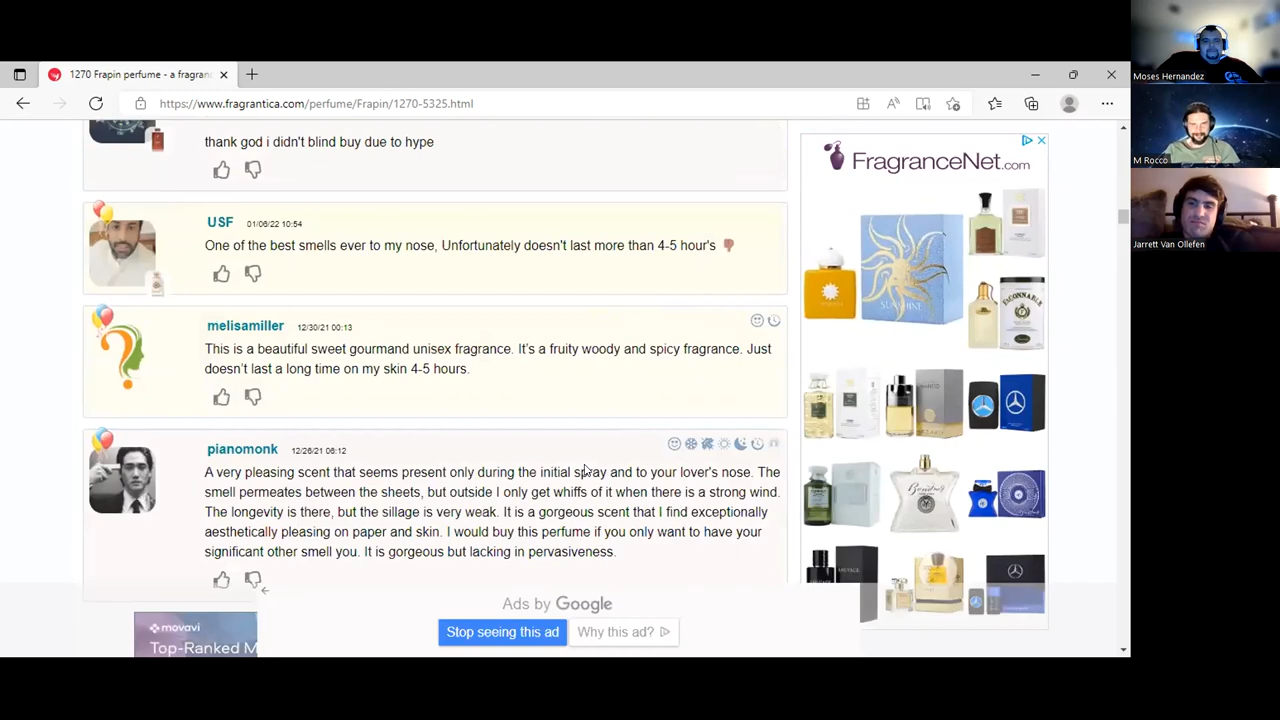 1270 Frapin perfume - a fragran
https://www.fragrantica.com/perfume/Frapin/1270-5325.html
thank god i didn't blind buy due to hype
USF 01/06/22 10:54
One of the best smells ever to my nose, Unfortunately doesn't last more than 4-5 hour's
melisamiller 12/30/21 00:13
This is a beautiful sweet gourmand unisex fragrance. It's a fruity woody and spicy fragrance. Just
doesn't last a long time on my skin 4-5 hours.
pianomonk 12/26/21 06:12
A very pleasing scent that seems present only during the initial spray and to your lover's nose. The
smell permeates between the sheets, but outside I only get whiffs of it when there is a strong wind.
The longevity is there, but the sillage is very weak. It is a gorgeous scent that I find exceptionally
aesthetically pleasing on paper and skin. I would buy this perfume if you only want to have your
significant other smell you. It is gorgeous but lacking in pervasiveness.
Ads by Google
Stop seeing this ad
Why this ad?
movavi
Top-Ranked M
FragranceNet.com
SUNSHINE
FAÇONNABLE
Bond no
Moses Hernandez
M Rocco
Jarrett Van Ollefen